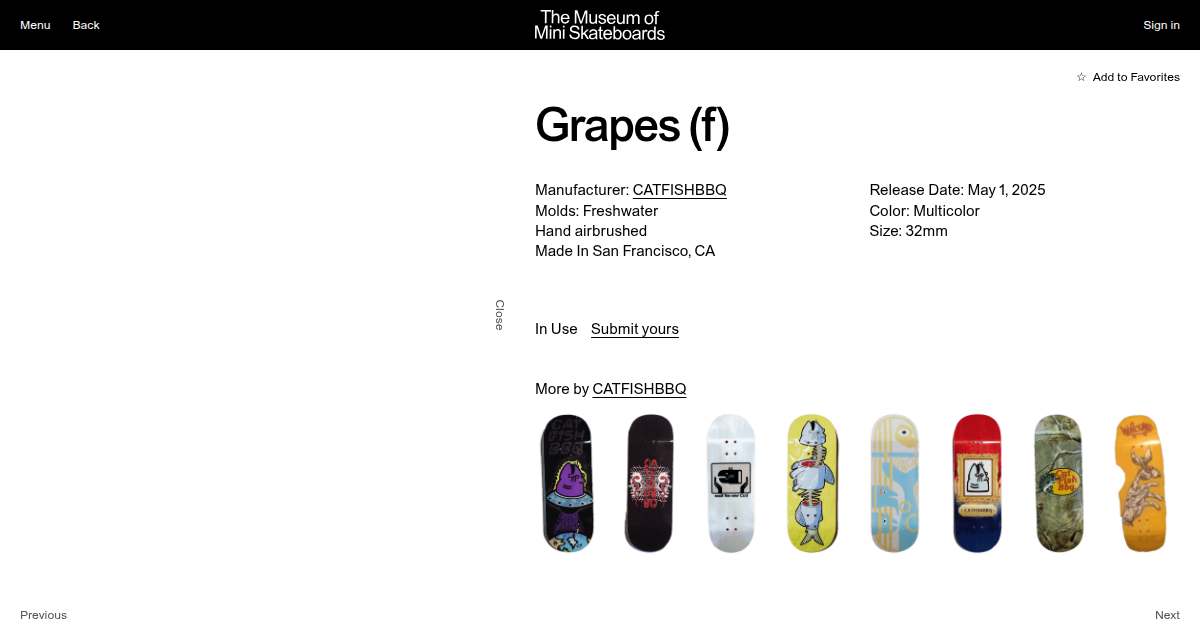 Menu
Back
The Museum of
Mini Skateboards
Sign in
☆ Add to Favorites
Grapes (f)
Manufacturer: CATFISHBBQ
Molds: Freshwater
Hand airbrushed
Made In San Francisco, CA
Release Date: May 1, 2025
Color: Multicolor
Size: 32mm
Close
In Use Submit yours
More by CATFISHBBQ
Previous
Next